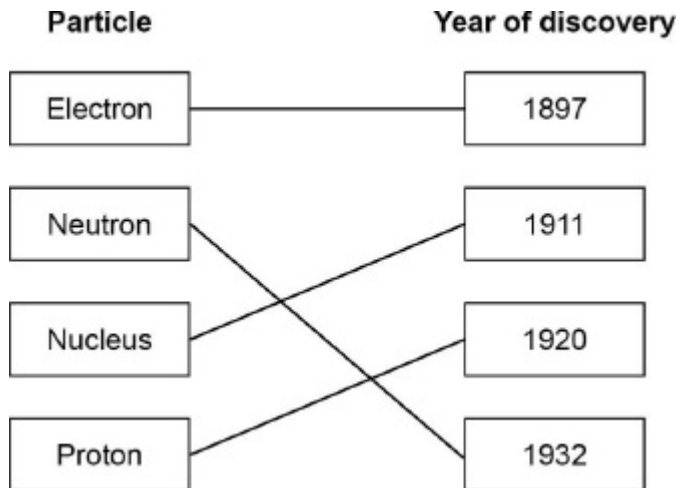 Particle Year of discovery
Electron 1897
Neutron 1911
Nucleus 1920
Proton 1932